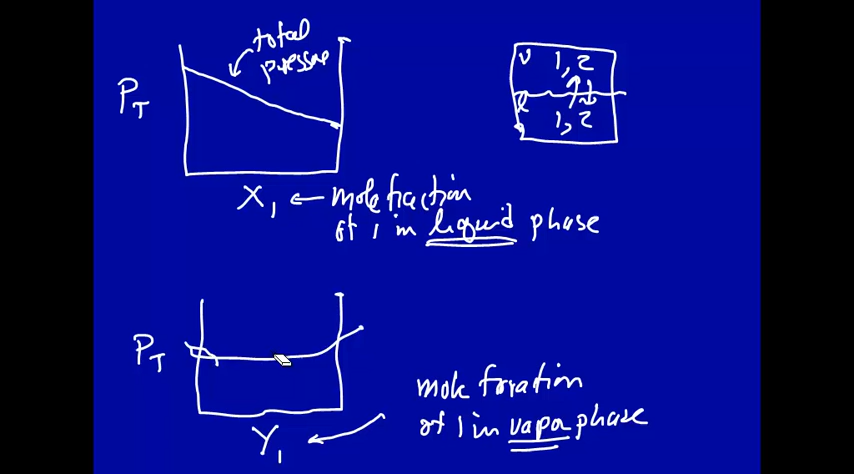 total
pressure
P_T
X_1 ← mole fraction
of 1 in liquid phase
v 1, 2
l 1, 2
P_T
Y_1
mole fration
of 1 in vapor phase